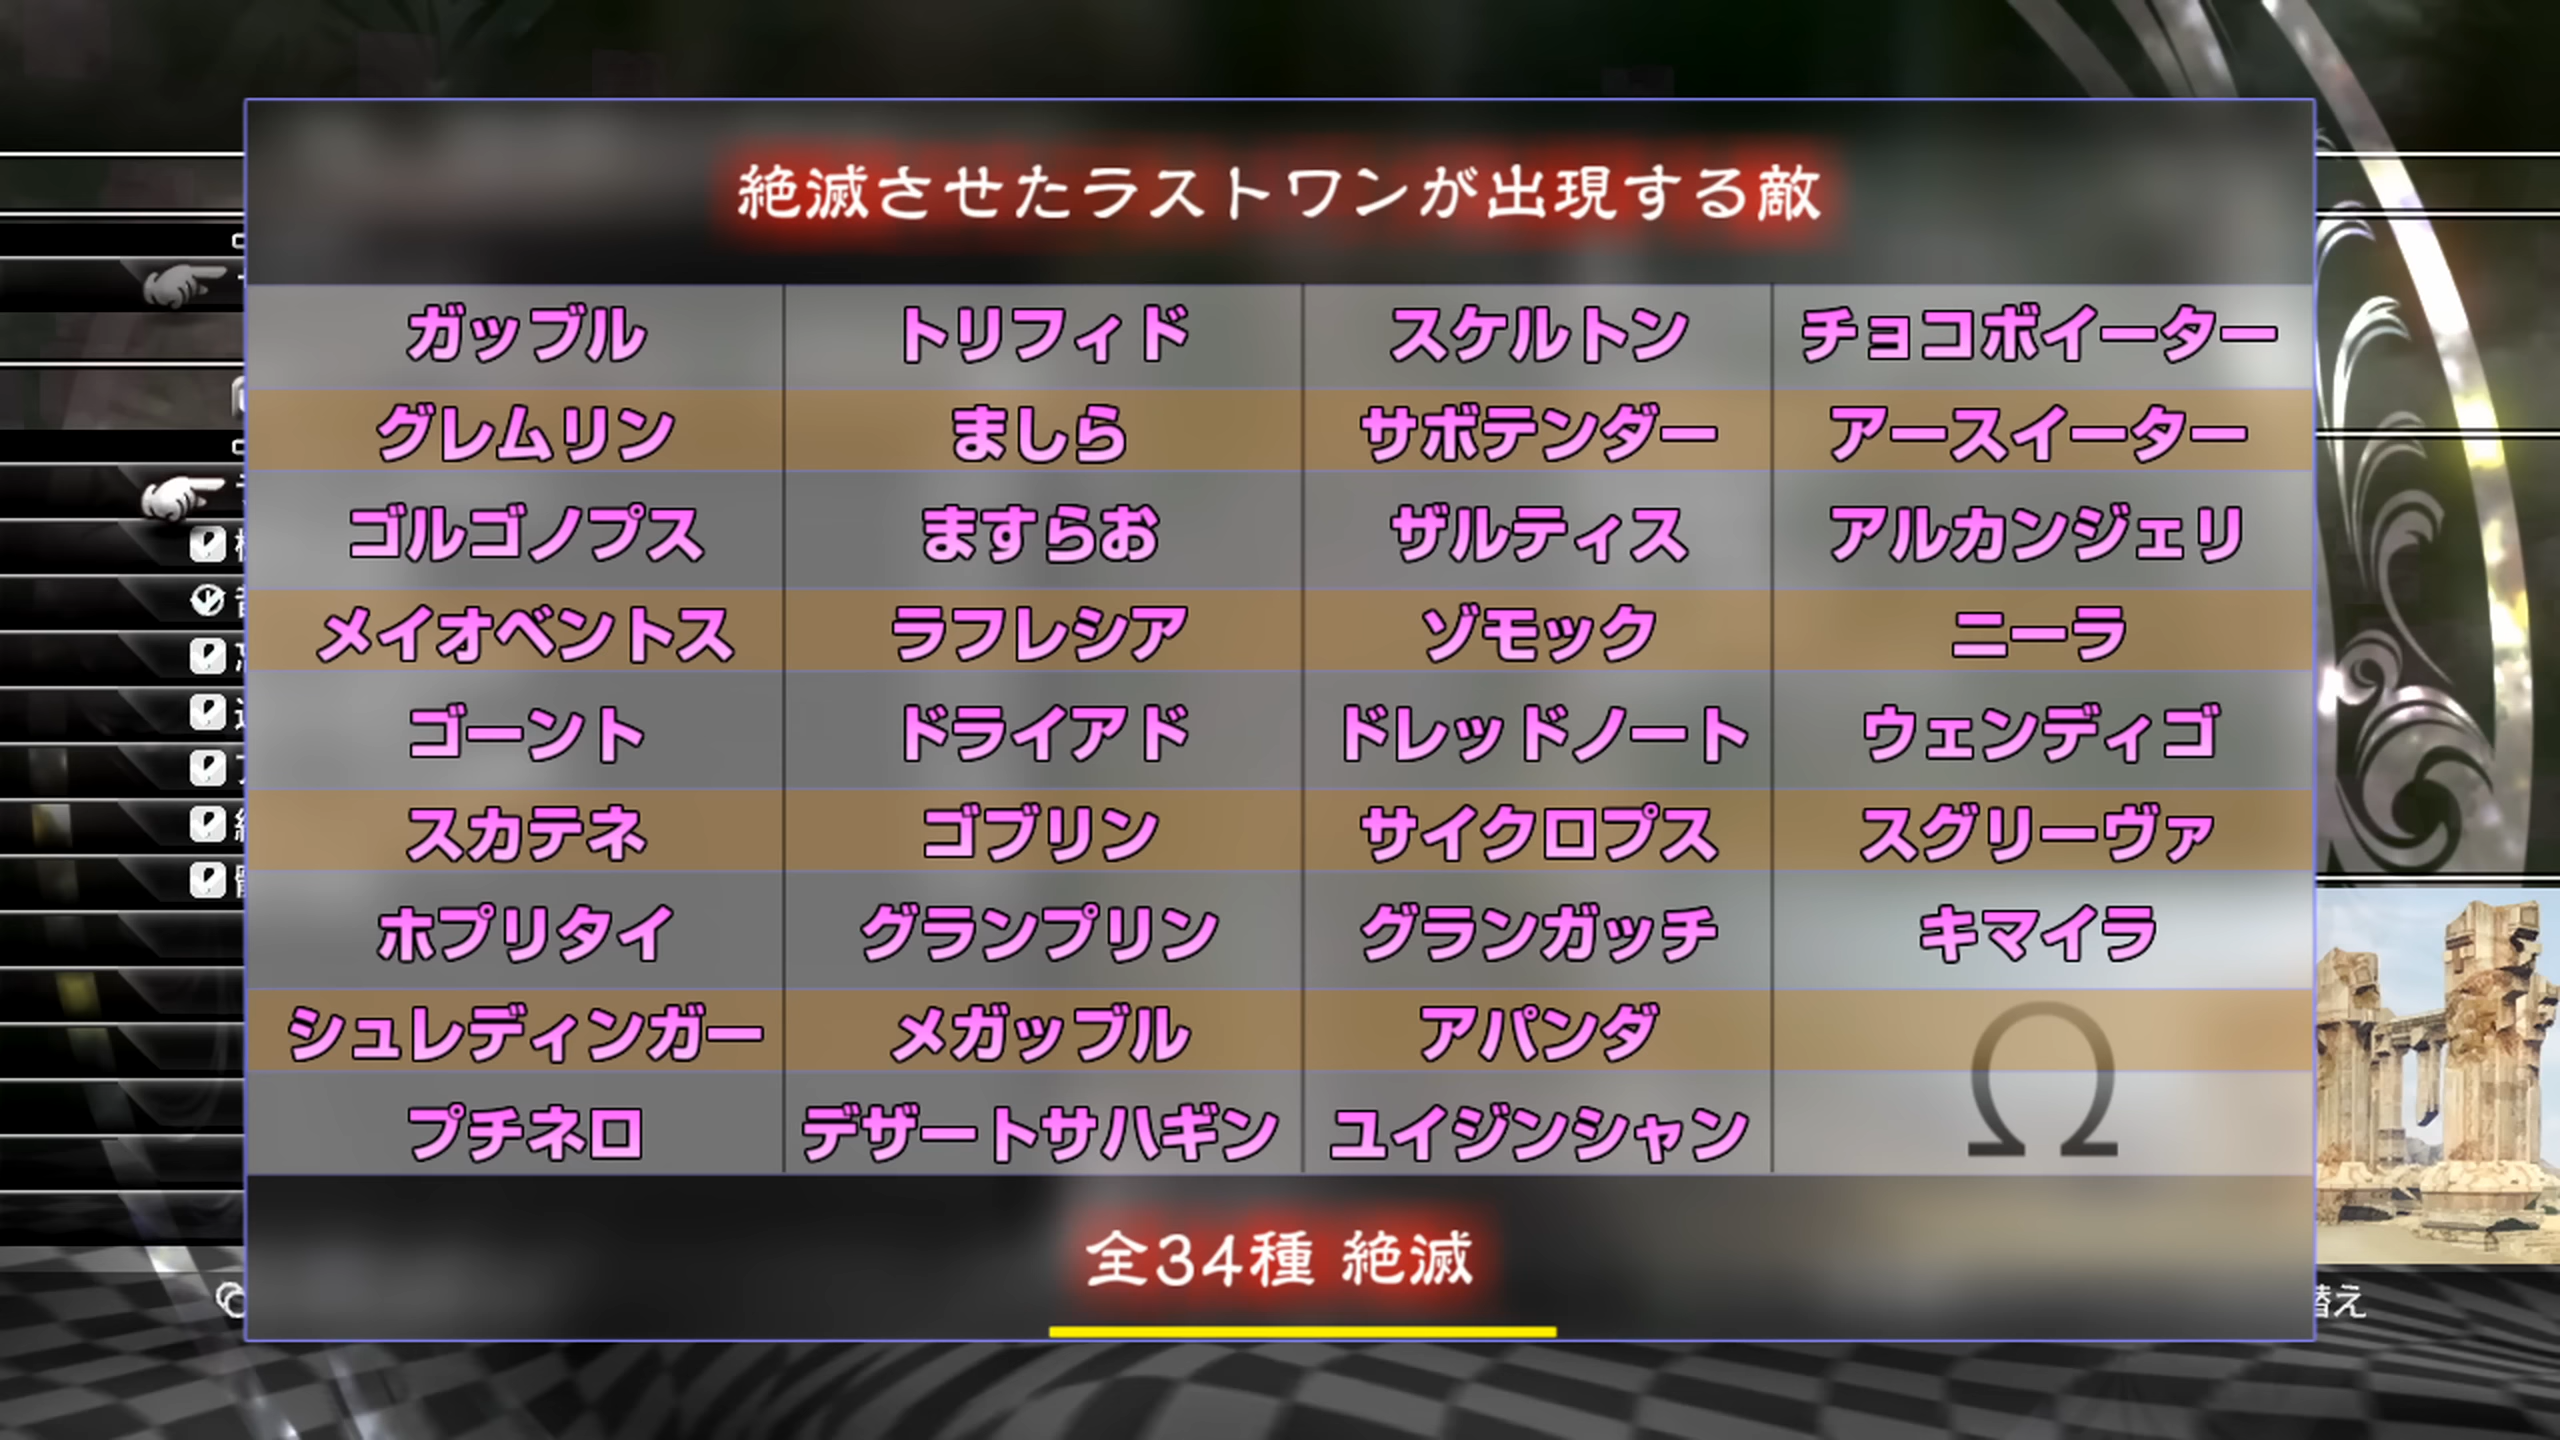 絶滅させたラストワンが出現する敵
ガッブル トリフィド スケルトン チョコボイーター
グレムリン ましら サボテンダー アースイーター
ゴルゴノプス ますらお ザルティス アルカンジェリ
メイオベントス ラフレシア ゾモック ニーラ
ゴーント ドライアド ドレッドノート ウェンディゴ
スカテネ ゴブリン サイクロプス スグリーヴァ
ホプリタイ グランプリン グランガッチ キマイラ
シュレディンガー メガッブル アパンダ
プチネロ デザートサハギン ユイジンシャン
Ω
全34種 絶滅
替え